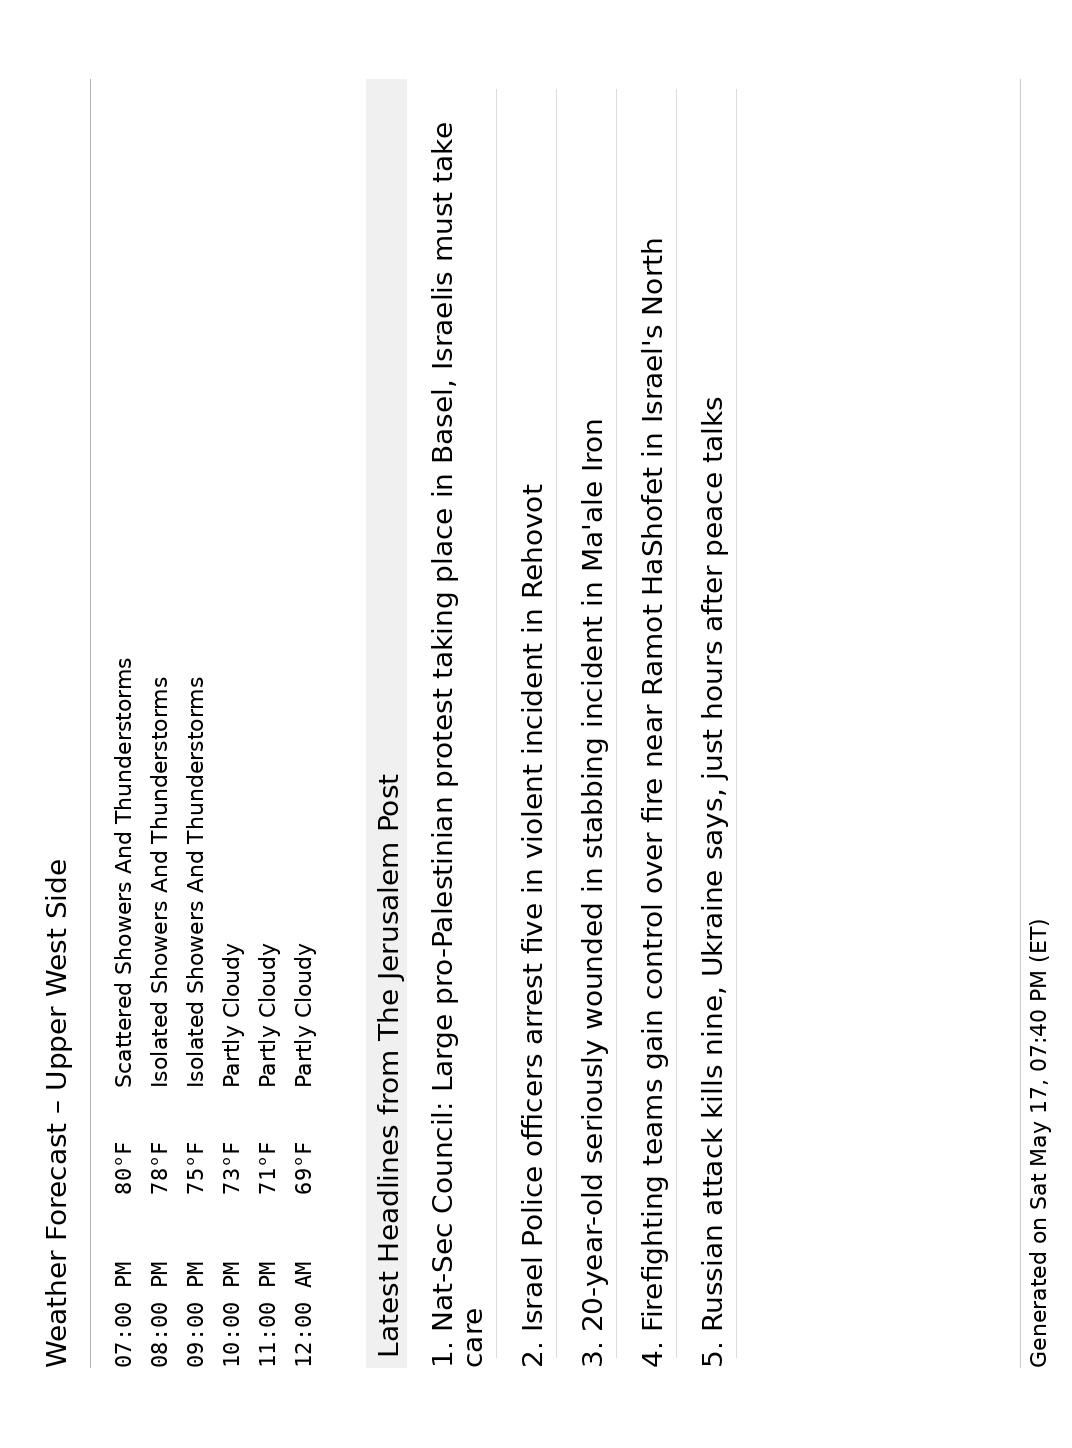 Weather Forecast – Upper West Side
07:00 PM 80°F Scattered Showers And Thunderstorms
08:00 PM 78°F Isolated Showers And Thunderstorms
09:00 PM 75°F Isolated Showers And Thunderstorms
10:00 PM 73°F Partly Cloudy
11:00 PM 71°F Partly Cloudy
12:00 AM 69°F Partly Cloudy
Latest Headlines from The Jerusalem Post
1. Nat-Sec Council: Large pro-Palestinian protest taking place in Basel, Israelis must take
care
2. Israel Police officers arrest five in violent incident in Rehovot
3. 20-year-old seriously wounded in stabbing incident in Ma'ale Iron
4. Firefighting teams gain control over fire near Ramot HaShofet in Israel's North
5. Russian attack kills nine, Ukraine says, just hours after peace talks
Generated on Sat May 17, 07:40 PM (ET)